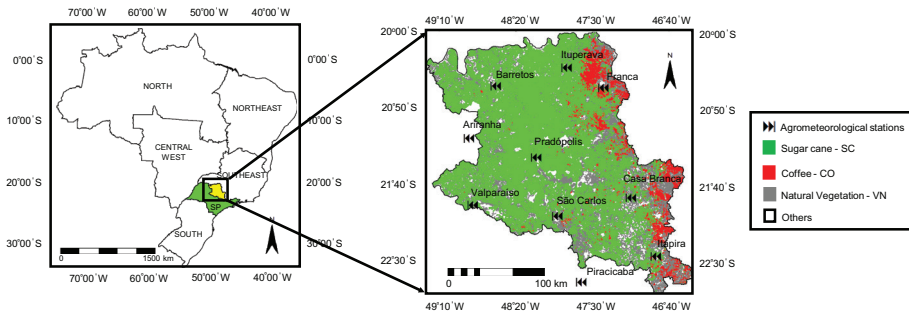 70°00' W 60°00' W 50°00' W 40°00' W
0°00' S
10°00' S
20°00' S
30°00' S
0°00' S
10°00' S
20°00' S
30°00' S
NORTH
NORTHEAST
CENTRAL
WEST
SOUTHEAST
SP
SOUTH
N
0 1500 km
70°00' W 60°00' W 50°00' W 40°00' W
49°10' W 48°20' W 47°30' W 46°40' W
20°00' S
20°50' S
21°40' S
22°30' S
20°00' S
20°50' S
21°40' S
22°30' S
N
Ituperava
Barretos
Franca
Ariranha
Pradópolis
Casa Branca
Valparaíso
São Carlos
Itapira
Piracicaba
0 100 km
49°10' W 48°20' W 47°30' W 46°40' W
Agrometeorological stations
Sugar cane - SC
Coffee - CO
Natural Vegetation - VN
Others